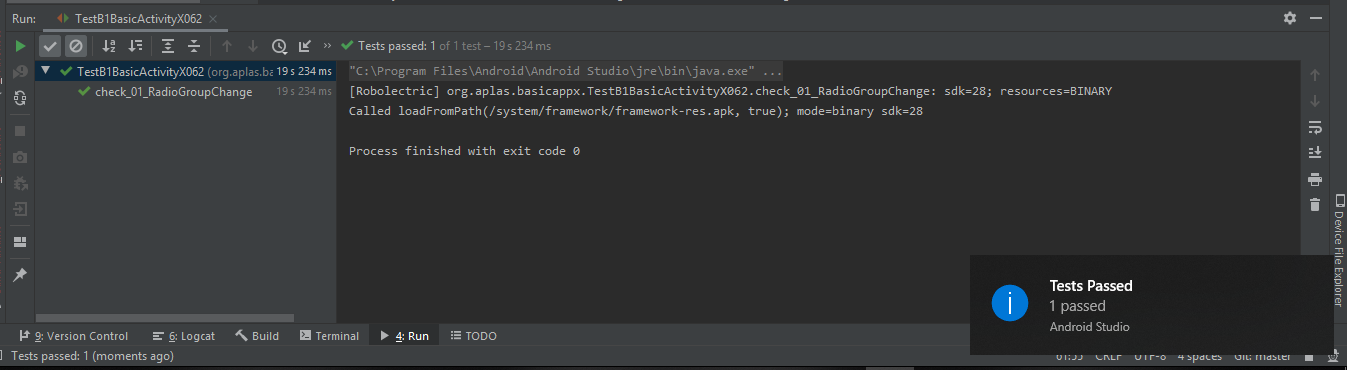 Run: TestB1BasicActivityX062
Tests passed: 1 of 1 test – 19 s 234 ms
TestB1BasicActivityX062 (org.aplas.ba 19 s 234 ms
check_01_RadioGroupChange 19 s 234 ms
"C:\Program Files\Android\Android Studio\jre\bin\java.exe" ...
[Robolectric] org.aplas.basicappx.TestB1BasicActivityX062.check_01_RadioGroupChange: sdk=28; resources=BINARY
Called loadFromPath(/system/framework/framework-res.apk, true); mode=binary sdk=28
Process finished with exit code 0
Device File Explorer
Tests Passed
1 passed
Android Studio
9: Version Control 6: Logcat Build Terminal 4: Run TODO
Tests passed: 1 (moments ago) 61:55 CRLF UTF-8 4 spaces Git: master